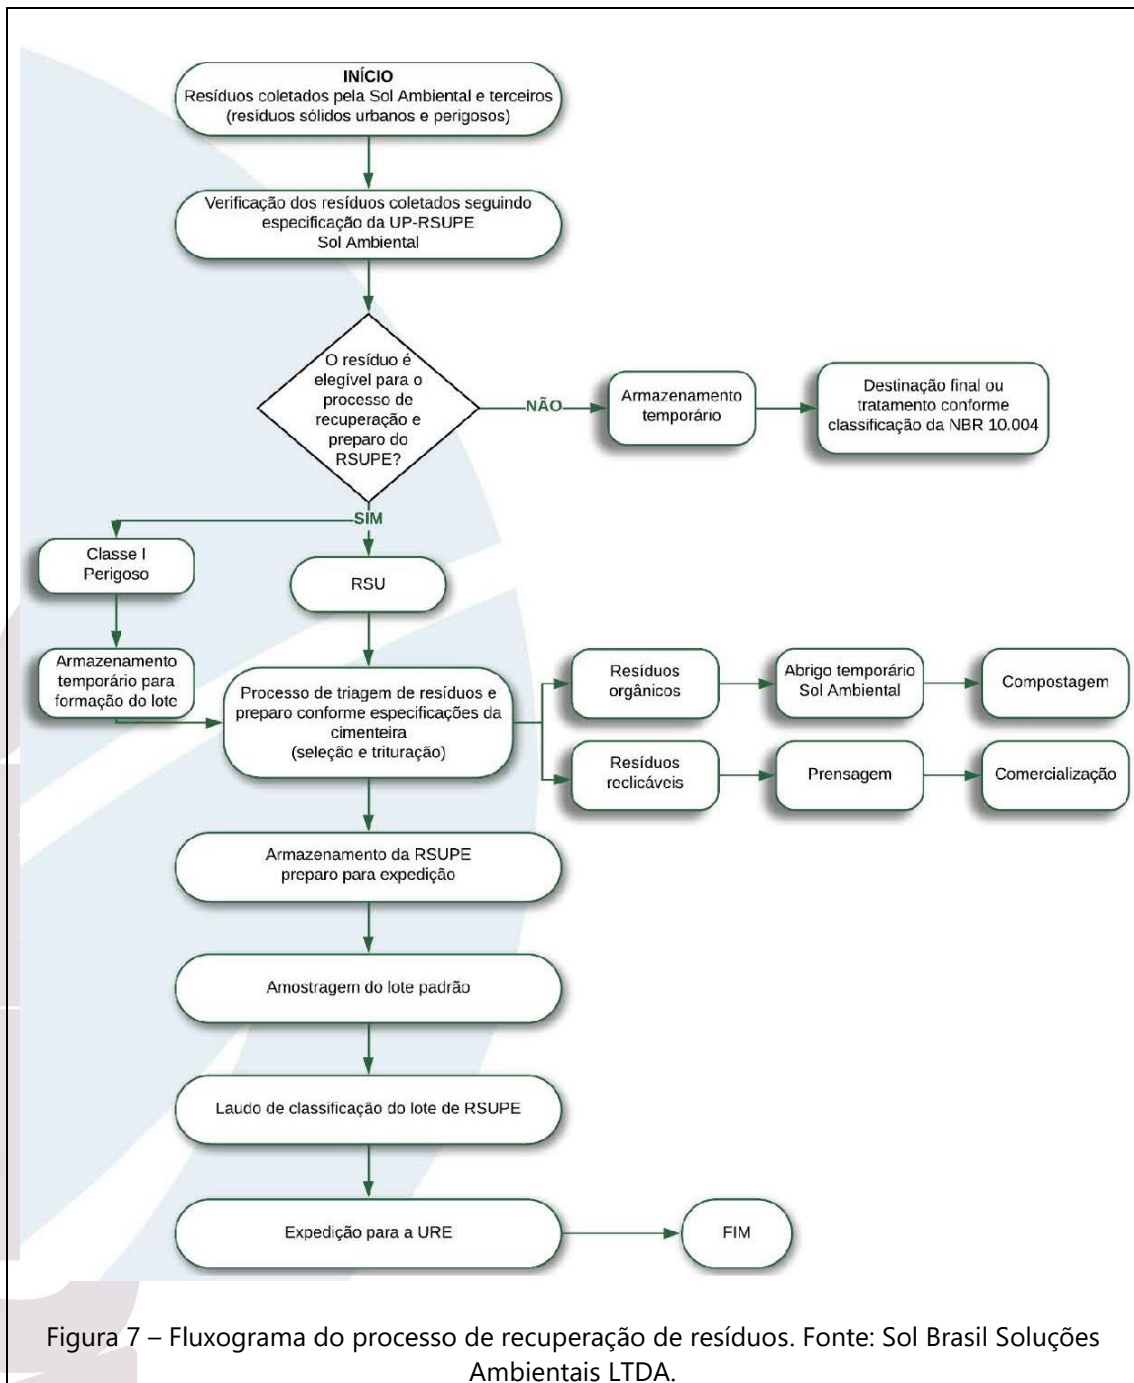 INÍCIO
Resíduos coletados pela Sol Ambiental e terceiros
(resíduos sólidos urbanos e perigosos)
Verificação dos resíduos coletados seguindo
especificação da UP-RSUPE
Sol Ambiental
O resíduo é
elegível para o
processo de
recuperação e
preparo do
RSUPE?
NÃO
Armazenamento
temporário
Destinação final ou
tratamento conforme
classificação da NBR 10.004
SIM
Classe I
Perigoso
RSU
Armazenamento
temporário para
formação do lote
Processo de triagem de resíduos e
preparo conforme especificações da
cimenteira
(seleção e trituração)
Resíduos
orgânicos
Abrigo temporário
Sol Ambiental
Compostagem
Resíduos
reclicáveis
Prensagem
Comercialização
Armazenamento da RSUPE
preparo para expedição
Amostragem do lote padrão
Laudo de classificação do lote de RSUPE
Expedição para a URE
FIM
Figura 7 – Fluxograma do processo de recuperação de resíduos. Fonte: Sol Brasil Soluções
Ambientais LTDA.